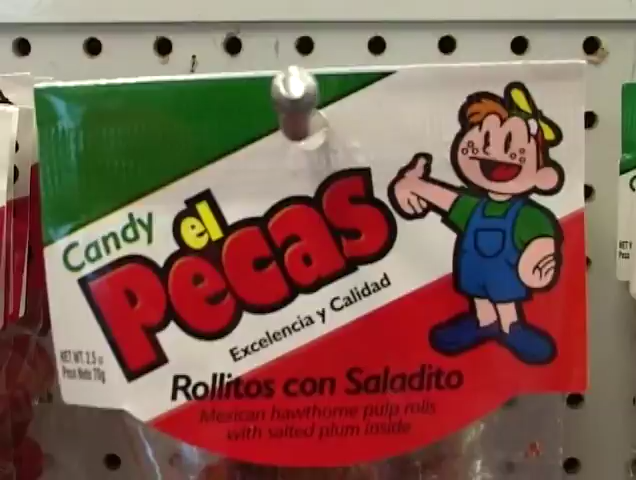 Candy el
Pecas
Excelencia y Calidad
NET WT. 2.5 oz
Peso Neto 70g
Rollitos con Saladito
Mexican hawthorne pulp rolls
with salted plum inside